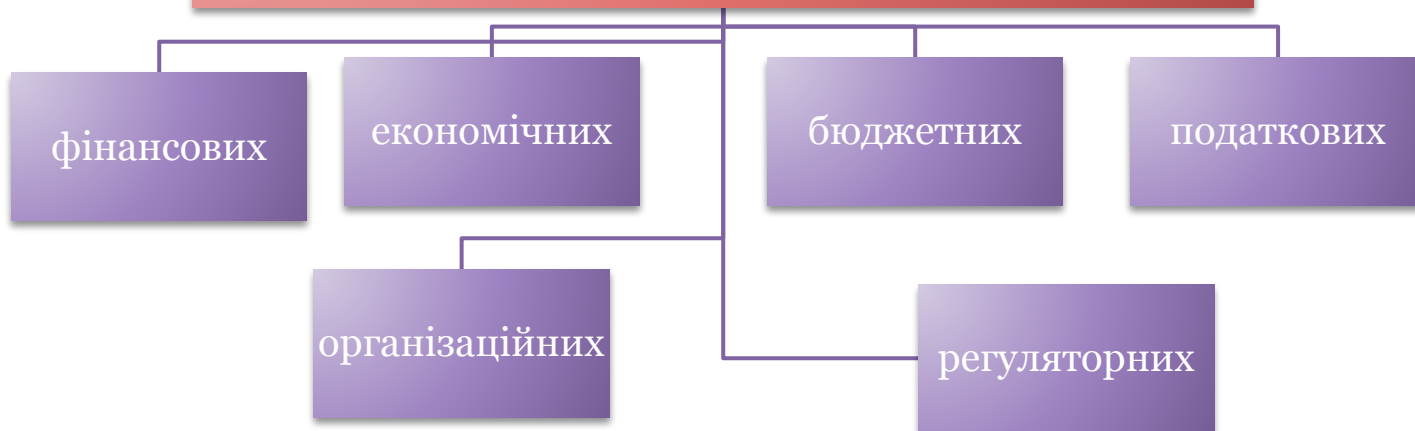 фінансових
економічних
бюджетних
податкових
організаційних
регуляторних